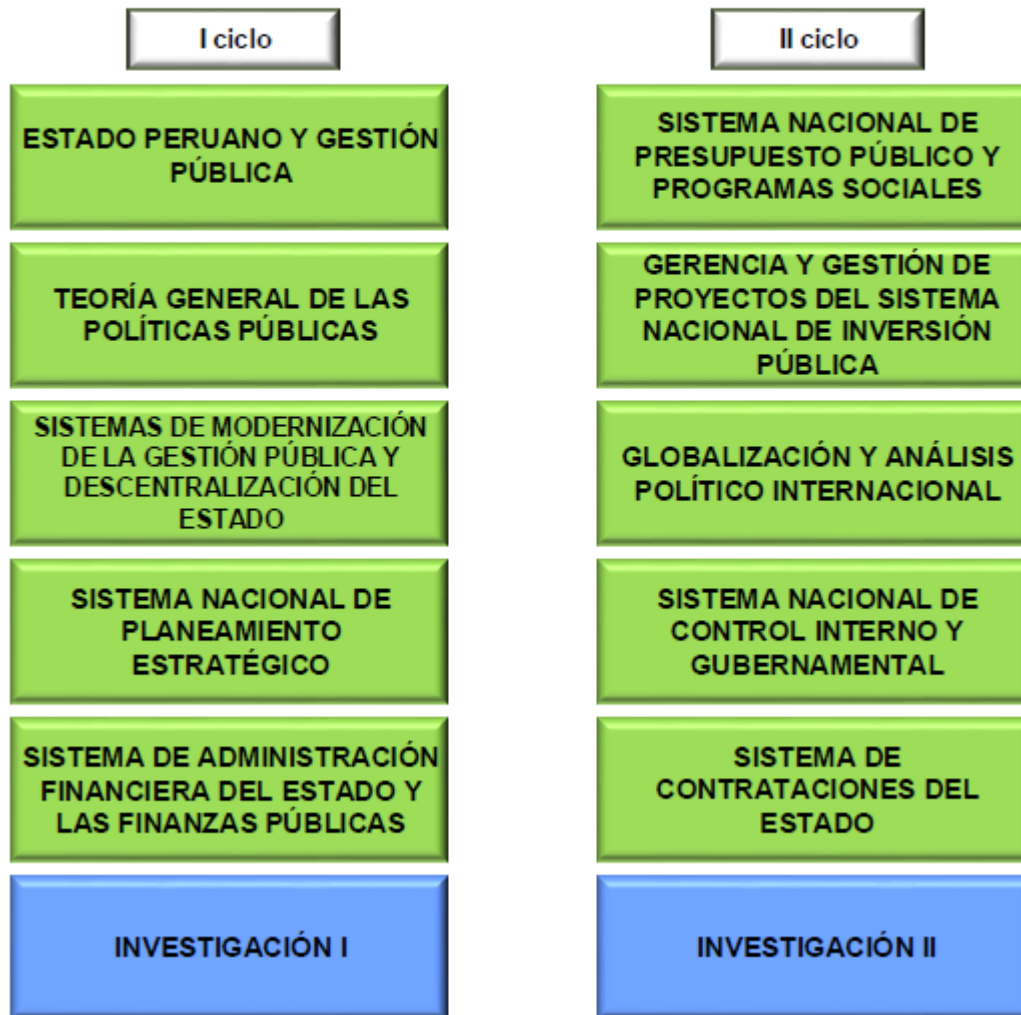 I ciclo
ESTADO PERUANO Y GESTIÓN
PÚBLICA
TEORÍA GENERAL DE LAS
POLÍTICAS PÚBLICAS
SISTEMAS DE MODERNIZACIÓN
DE LA GESTIÓN PÚBLICA Y
DESCENTRALIZACIÓN DEL
ESTADO
SISTEMA NACIONAL DE
PLANEAMIENTO
ESTRATÉGICO
SISTEMA DE ADMINISTRACIÓN
FINANCIERA DEL ESTADO Y
LAS FINANZAS PÚBLICAS
INVESTIGACIÓN I
II ciclo
SISTEMA NACIONAL DE
PRESUPUESTO PÚBLICO Y
PROGRAMAS SOCIALES
GERENCIA Y GESTIÓN DE
PROYECTOS DEL SISTEMA
NACIONAL DE INVERSIÓN
PÚBLICA
GLOBALIZACIÓN Y ANÁLISIS
POLÍTICO INTERNACIONAL
SISTEMA NACIONAL DE
CONTROL INTERNO Y
GUBERNAMENTAL
SISTEMA DE
CONTRATACIONES DEL
ESTADO
INVESTIGACIÓN II